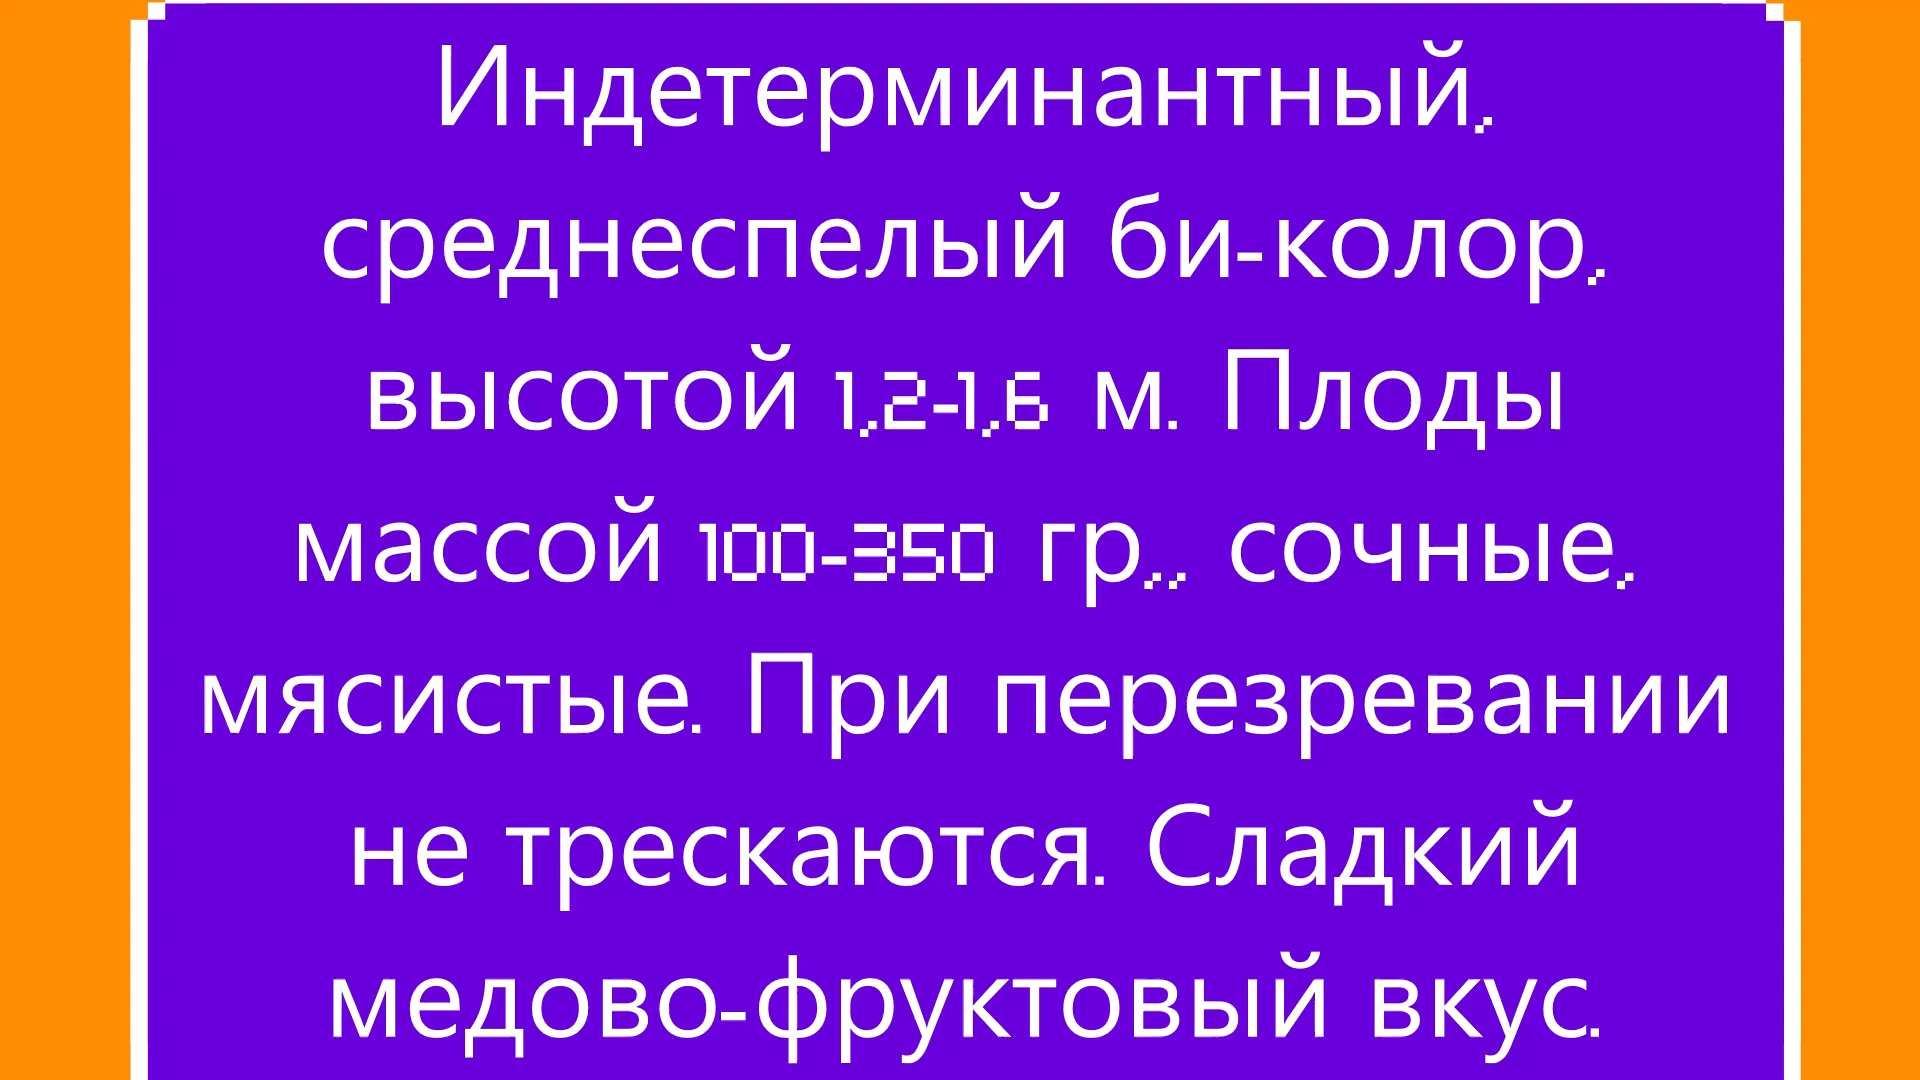 Индетерминантный,
среднеспелый би-колор,
высотой 1,2-1,6 м. Плоды
массой 100-350 гр,, сочные,
мясистые. При перезревании
не трескаются. Сладкий
медово-фруктовый вкус.